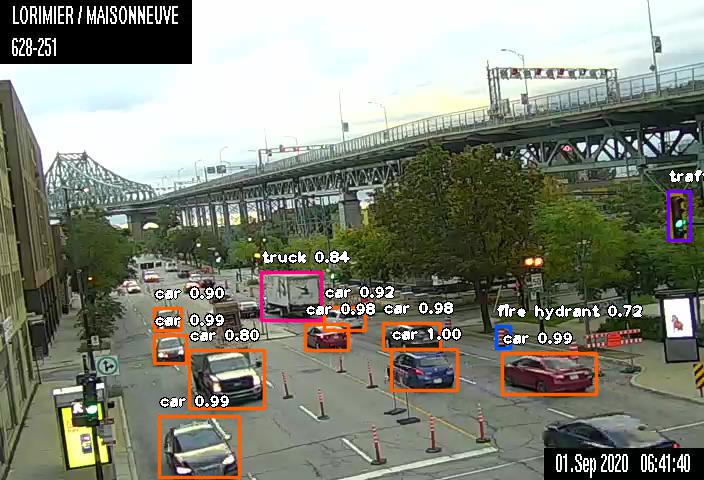 LORIMIER / MAISONNEUVE
628-251
traf
truck 0.84
car 0.90
car 0.92
car 0.98
car 0.98
fire hydrant 0.72
car 0.99
car 0.80
car 1.00
car 0.99
car 0.99
01.Sep 2020 06:41:40